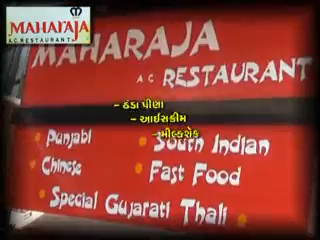 MAHARAJA
A.C RESTAURANT
MAHARAJA
A C RESTAURANT
- ઠંડા પીણા
- આઈસક્રીમ
- મીલ્કશેક
Punjabi
South Indian
Chinese
Fast Food
Special Gujarati Thali